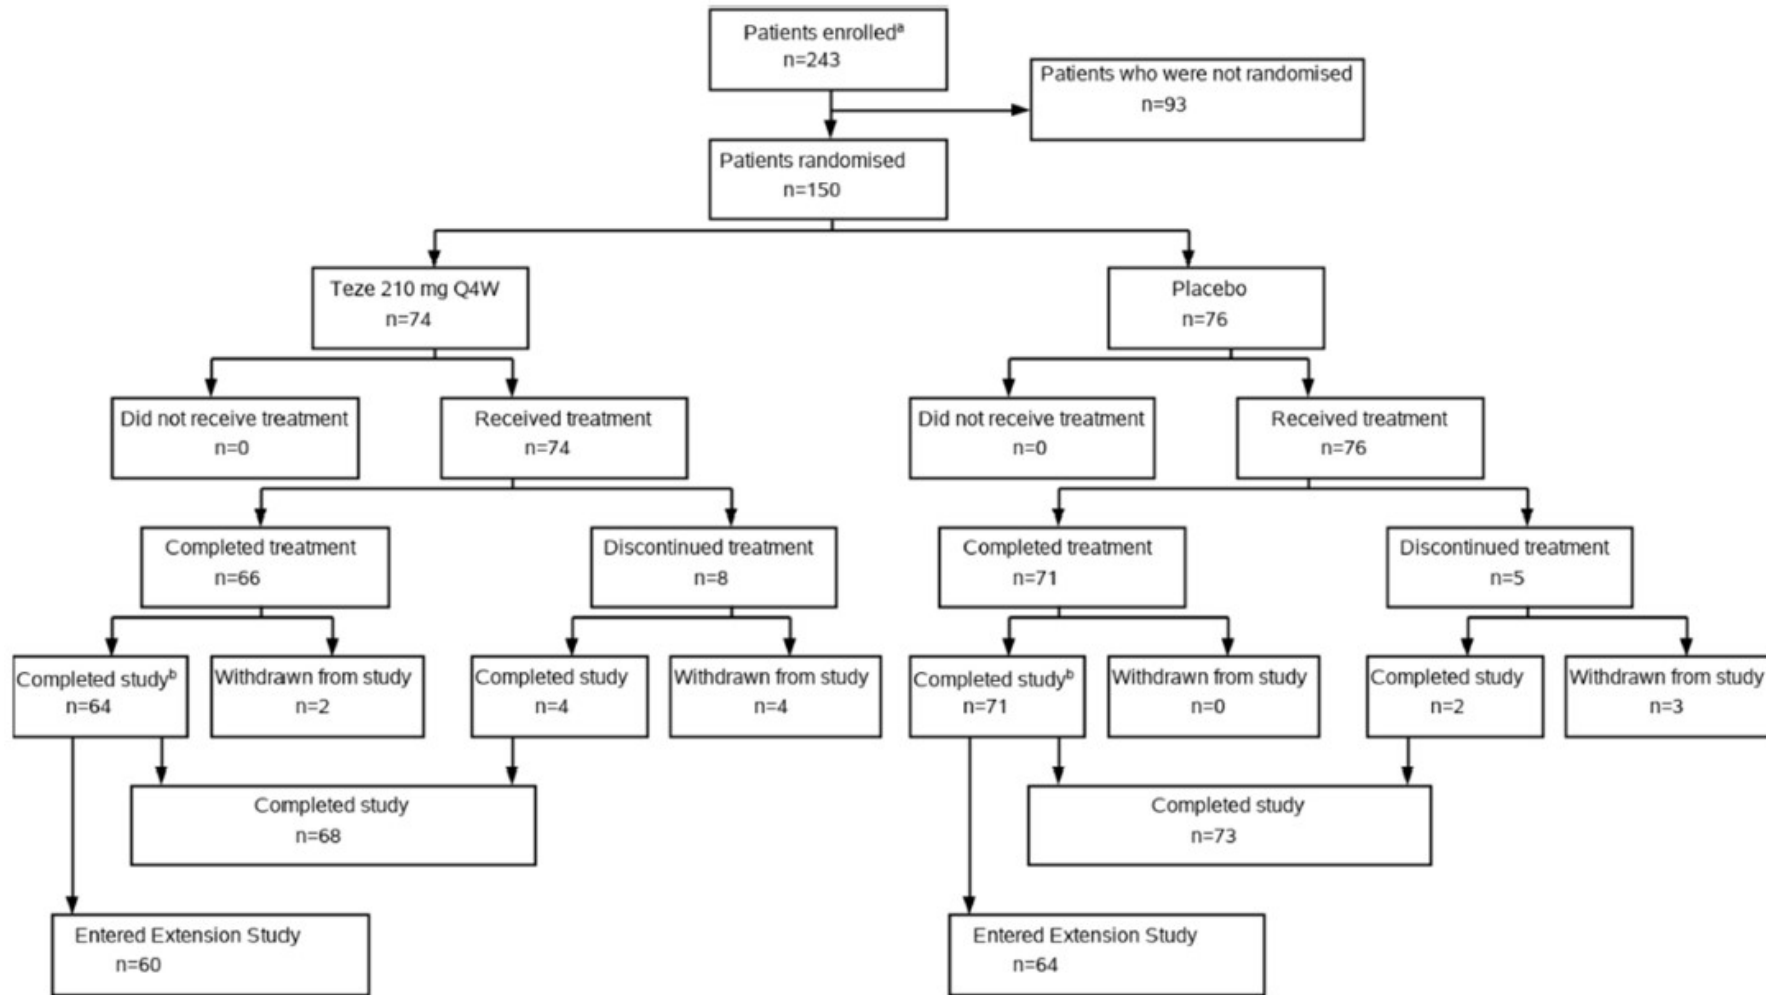 Patients enrolledᵃ
n=243
Patients who were not randomised
n=93
Patients randomised
n=150
Teze 210 mg Q4W
n=74
Placebo
n=76
Did not receive treatment
n=0
Received treatment
n=74
Did not receive treatment
n=0
Received treatment
n=76
Completed treatment
n=66
Discontinued treatment
n=8
Completed treatment
n=71
Discontinued treatment
n=5
Completed studyᵇ
n=64
Withdrawn from study
n=2
Completed study
n=4
Withdrawn from study
n=4
Completed studyᵇ
n=71
Withdrawn from study
n=0
Completed study
n=2
Withdrawn from study
n=3
Completed study
n=68
Completed study
n=73
Entered Extension Study
n=60
Entered Extension Study
n=64